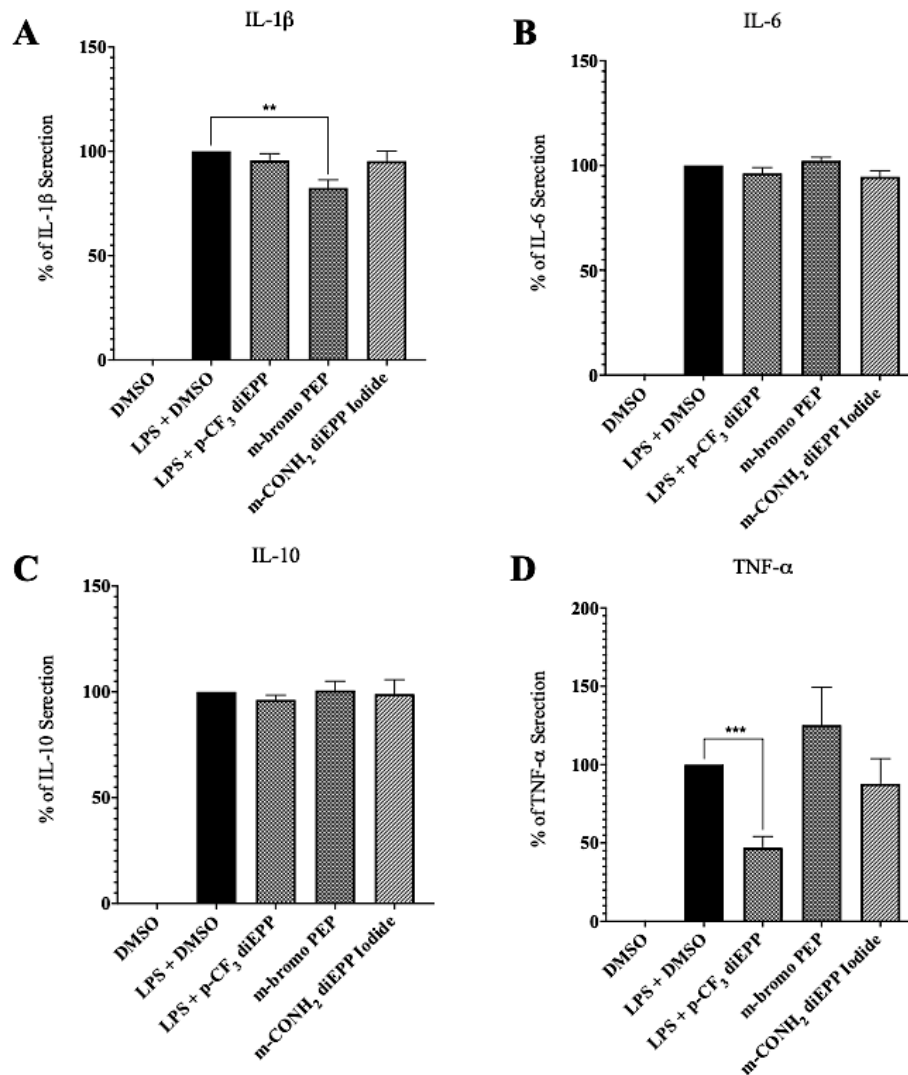 A
IL-1β
150
100
50
0
% of IL-1β Serection
**
DMSO
LPS + DMSO
LPS + p-CF₃ diEPP
m-bromo PEP
m-CONH₂ diEPP Iodide
B
IL-6
150
100
50
0
% of IL-6 Serection
DMSO
LPS + DMSO
LPS + p-CF₃ diEPP
m-bromo PEP
m-CONH₂ diEPP Iodide
C
IL-10
150
100
50
0
% of IL-10 Serection
DMSO
LPS + DMSO
LPS + p-CF₃ diEPP
m-bromo PEP
m-CONH₂ diEPP Iodide
D
TNF-α
200
150
100
50
0
% of TNF-α Serection
***
DMSO
LPS + DMSO
LPS + p-CF₃ diEPP
m-bromo PEP
m-CONH₂ diEPP Iodide